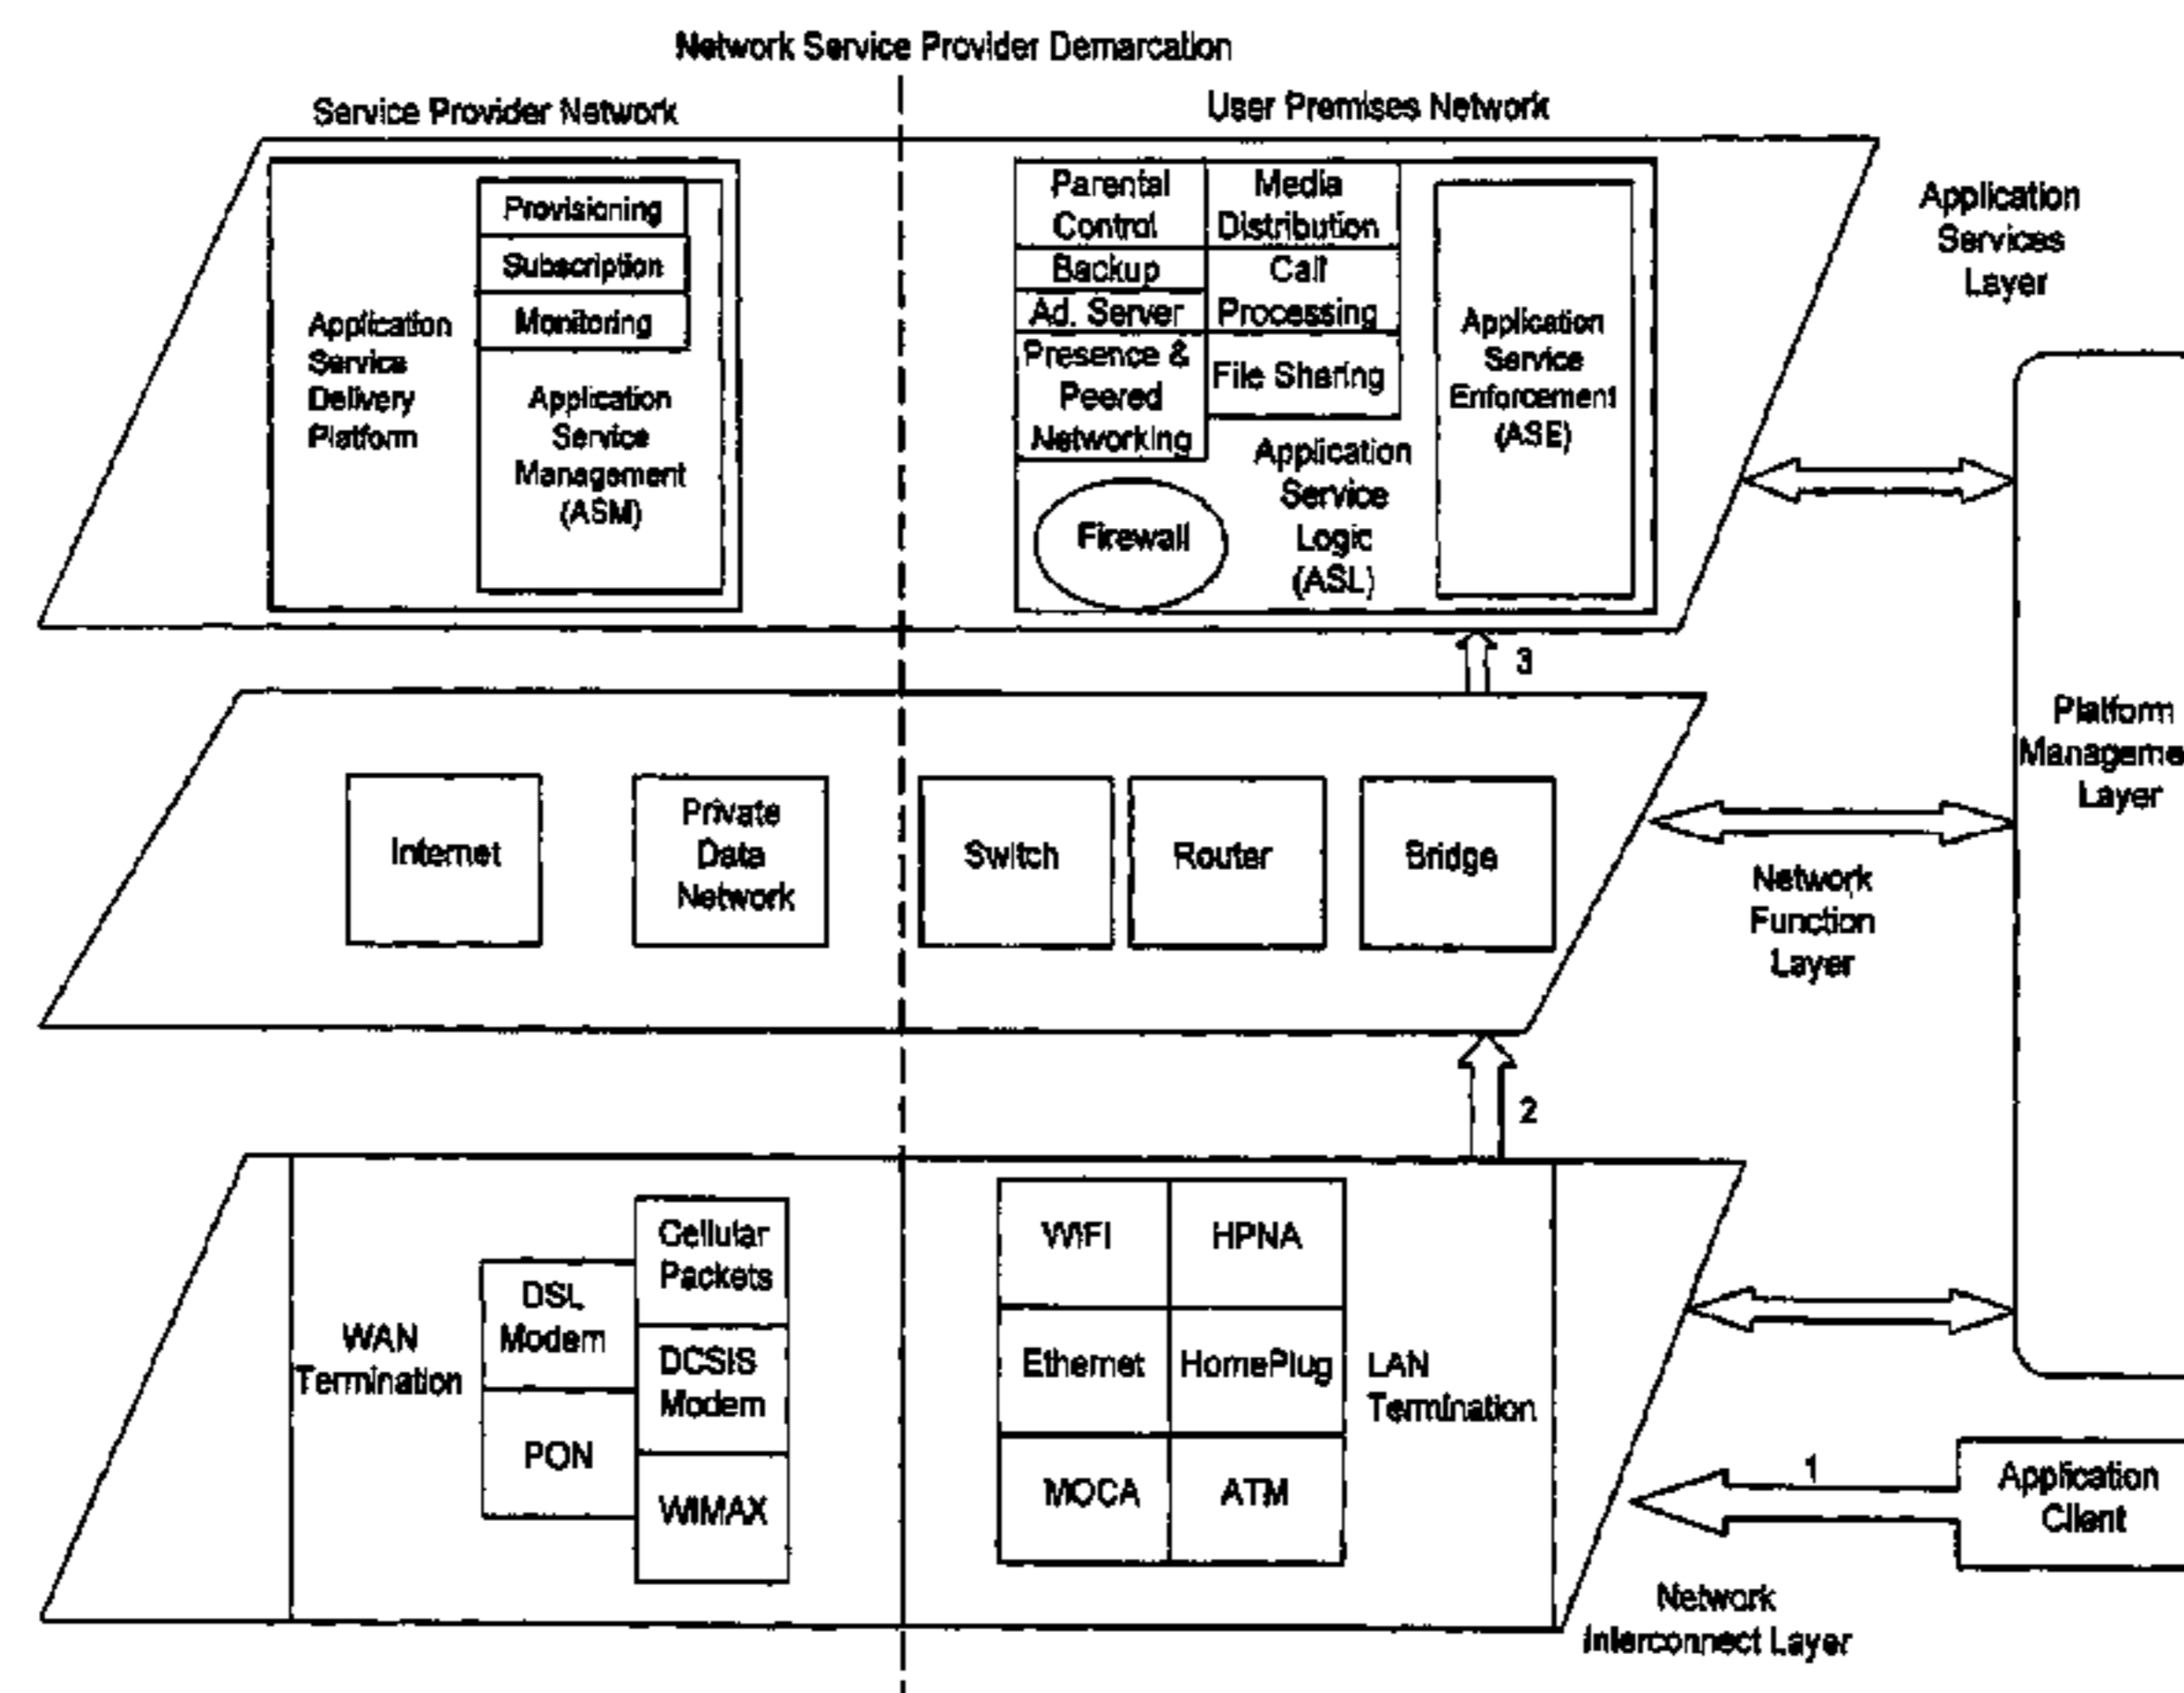 Network Service Provider Demarcation
Service Provider Network
User Premises Network
Application
Service
Delivery
Platform
Provisioning
Subscription
Monitoring
Application
Service
Management
(ASM)
Parental
Control
Media
Distribution
Backup
Call
Processing
Ad. Server
Presence &
Peered
Networking
File Sharing
Firewall
Application
Service
Logic
(ASL)
Application
Service
Enforcement
(ASE)
Application
Services
Layer
3
Internet
Private
Data
Network
Switch
Router
Bridge
Network
Function
Layer
Platform
Manageme
Layer
2
WAN
Termination
DSL
Modem
PON
Cellular
Packets
DCSIS
Modem
WIMAX
WIFI
HPNA
Ethernet
HomePlug
MOCA
ATM
LAN
Termination
1
Application
Client
Network
Interconnect Layer